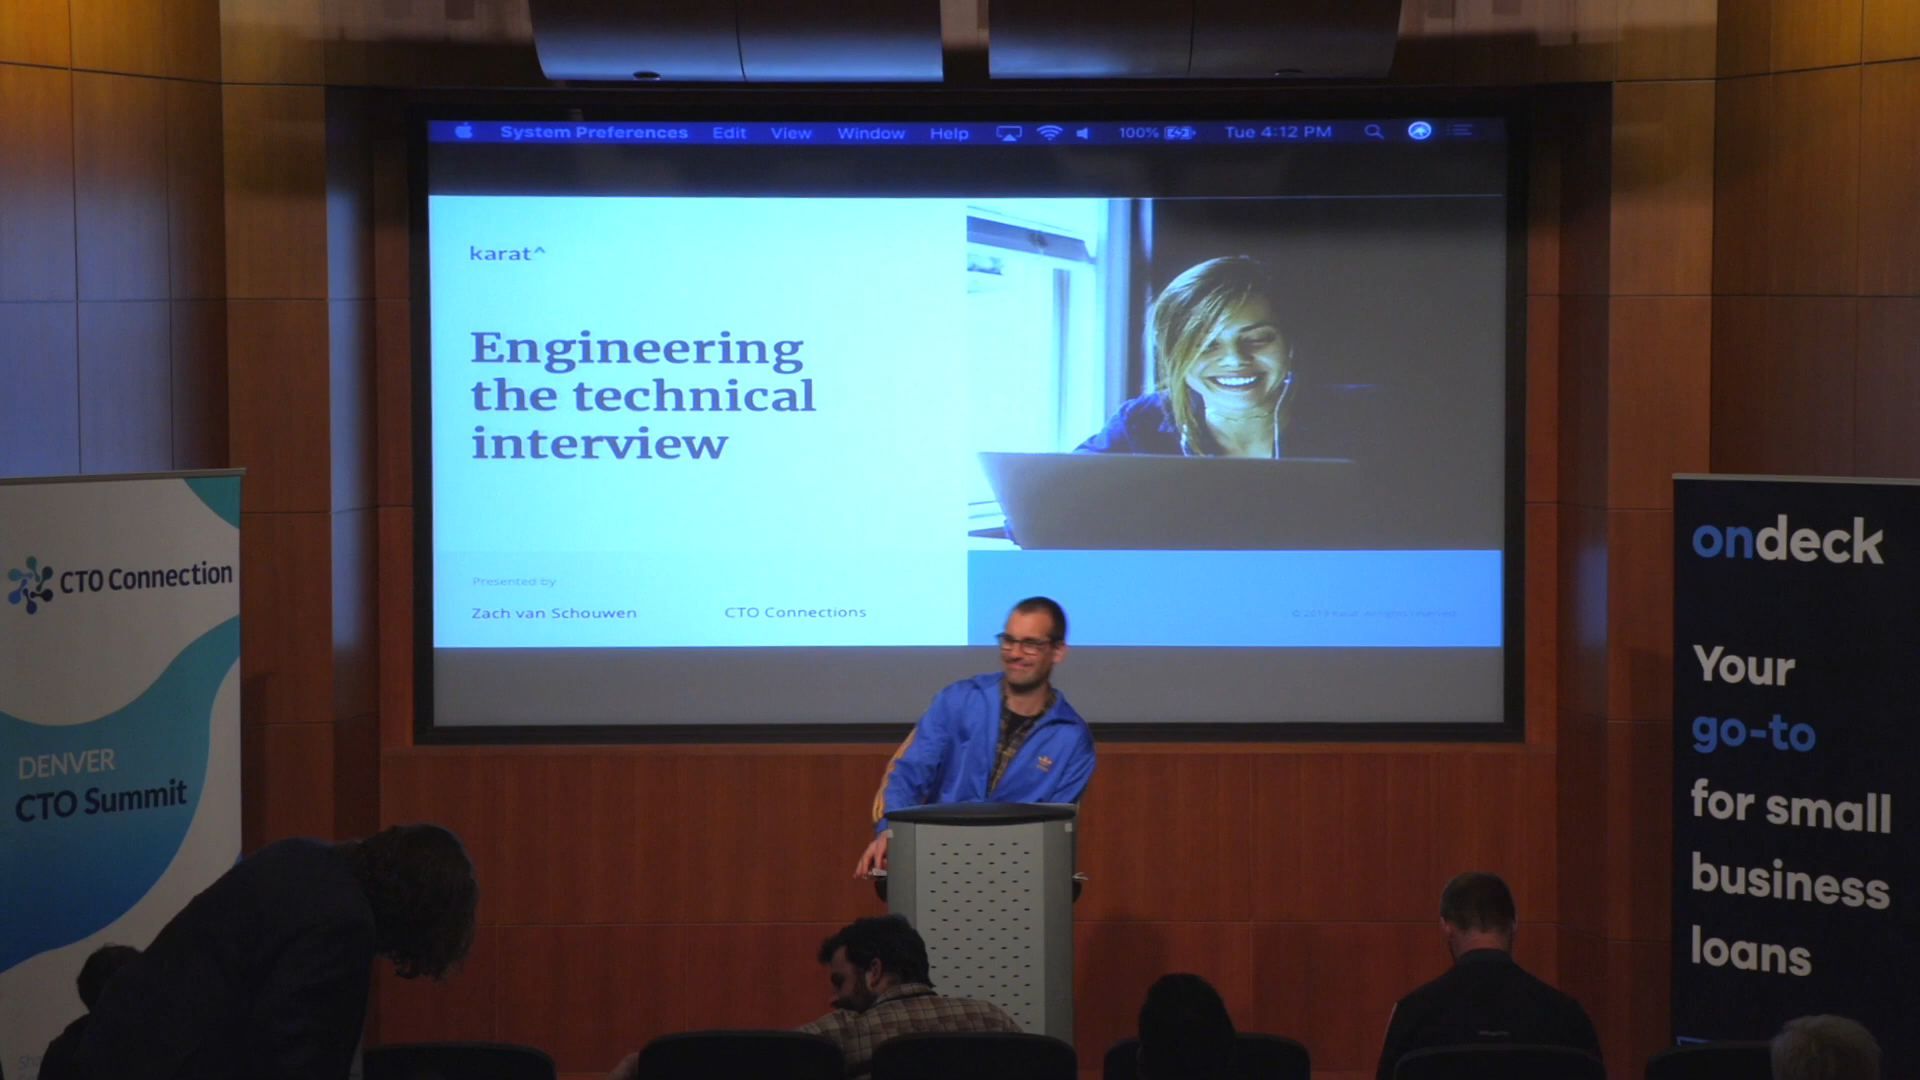 System Preferences Edit View Window Help 100% Tue 4:12 PM
karat^
Engineering
the technical
interview
Presented by
Zach van Schouwen CTO Connections
CTO Connection
DENVER
CTO Summit
ondeck
Your
go-to
for small
business
loans